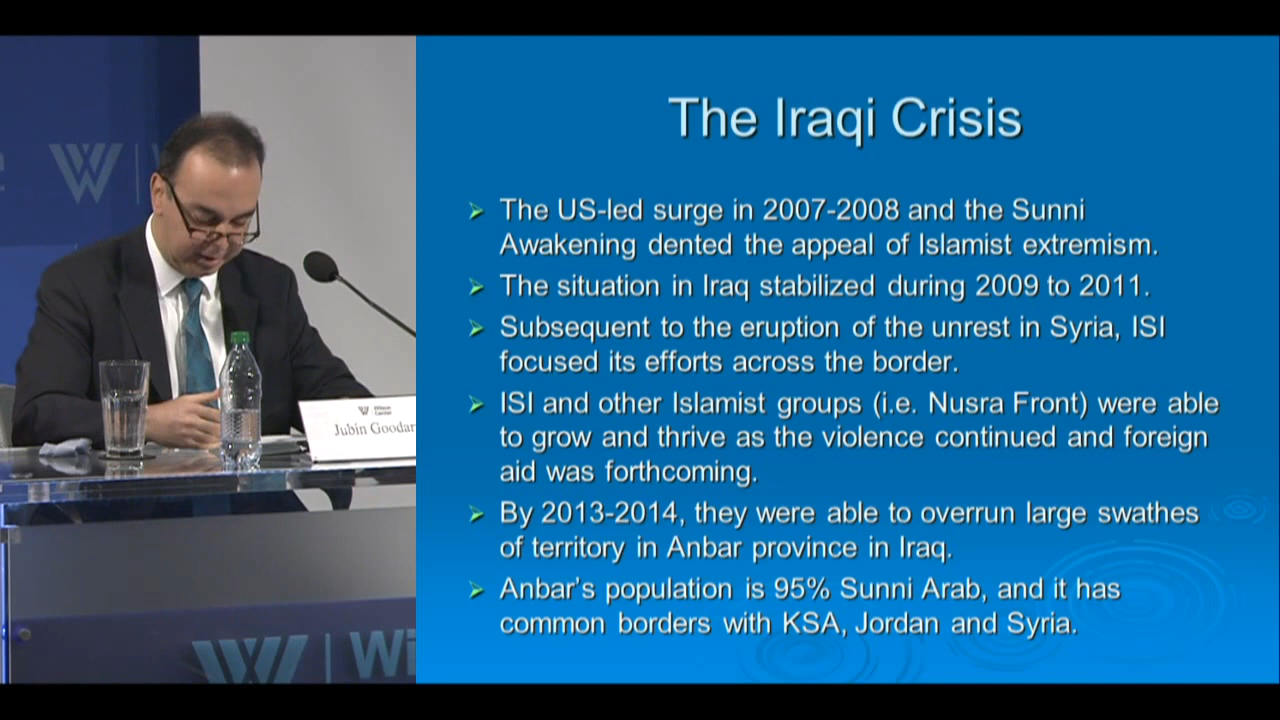 The Iraqi Crisis
The US-led surge in 2007-2008 and the Sunni
Awakening dented the appeal of Islamist extremism.
The situation in Iraq stabilized during 2009 to 2011.
Subsequent to the eruption of the unrest in Syria, ISI
focused its efforts across the border.
ISI and other Islamist groups (i.e. Nusra Front) were able
to grow and thrive as the violence continued and foreign
aid was forthcoming.
By 2013-2014, they were able to overrun large swathes
of territory in Anbar province in Iraq.
Anbar's population is 95% Sunni Arab, and it has
common borders with KSA, Jordan and Syria.
W
Wilson
Center
Jubin Goodar
W Wi